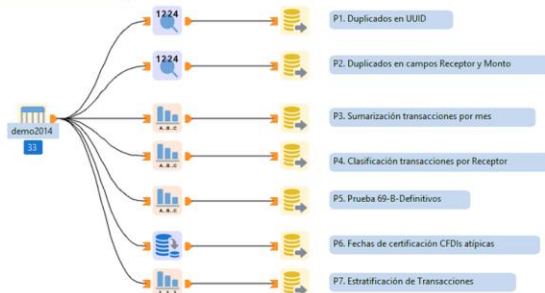 1224
P1. Duplicados en UUID
1224
P2. Duplicados en campos Receptor y Monto
demo2014
33
A..B..C
P3. Sumarización transacciones por mes
A..B..C
P4. Clasificación transacciones por Receptor
A..B..C
P5. Prueba 69-B-Definitivos
P6. Fechas de certificación CFDIs atípicas
P7. Estratificación de Transacciones